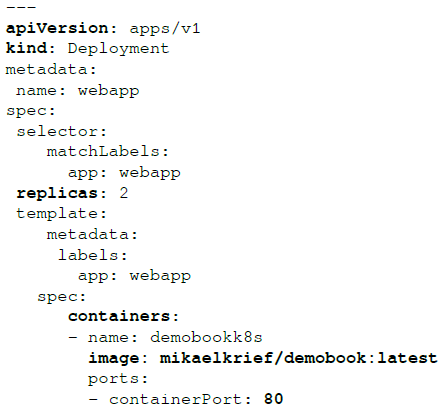 ---
apiVersion: apps/v1
kind: Deployment
metadata:
 name: webapp
spec:
 selector:
    matchLabels:
      app: webapp
 replicas: 2
 template:
    metadata:
     labels:
       app: webapp
   spec:
      containers:
      - name: demobookk8s
        image: mikaelkrief/demobook:latest
        ports:
        - containerPort: 80